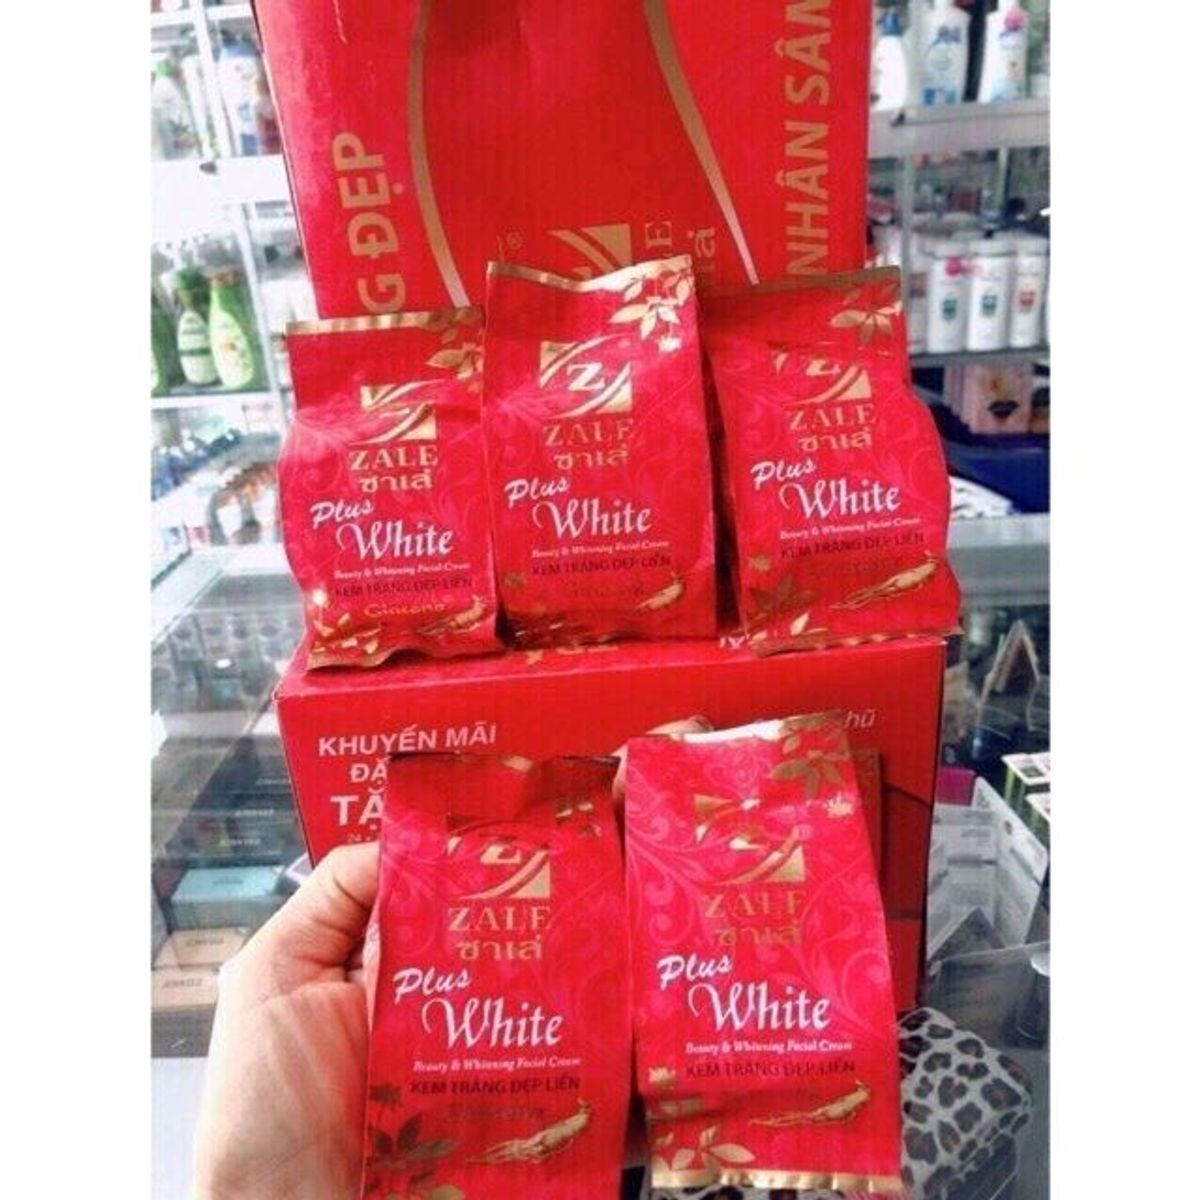 G ĐẸP
NHÂN SÂM
ZALE
ซาเล่
Plus
White
Beauty & Whitening Facial Cream
KEM TRẮNG ĐẸP LIỀN
Ginseng
Z
ZALE
ซาเล่
Plus
White
Beauty & Whitening Facial Cream
KEM TRẮNG ĐẸP LIỀN
Z
ZALE
ซาเล่
Plus
White
Beauty & Whitening Facial Cream
KEM TRẮNG ĐẸP LIỀN
KHUYẾN MÃI
Z
ZALE
ซาเล่
Plus
White
Beauty & Whitening Facial Cream
KEM TRẮNG ĐẸP LIỀN
ZALE
ซาเล่
Plus
White
Beauty & Whitening Facial Cream
KEM TRẮNG ĐẸP LIỀN